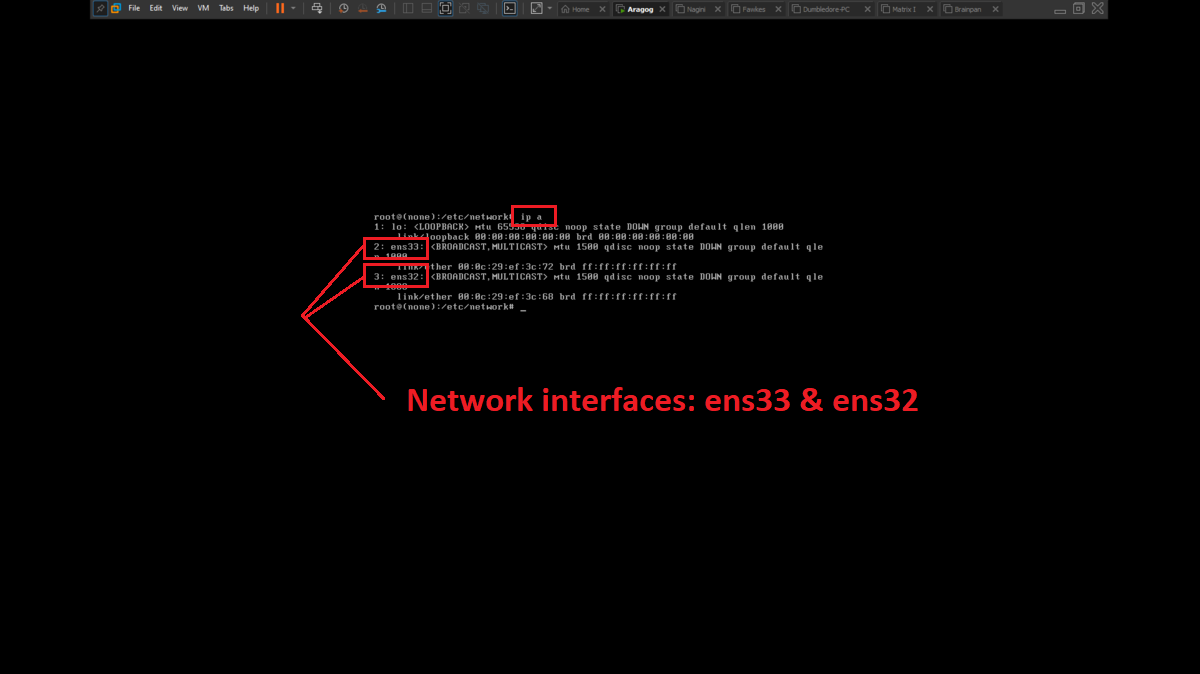 File Edit View VM Tabs Help Home Aragog Nagini Fawkes Dumbledore-PC Matrix I Brainpan
root@(none):/etc/network# ip a
1: lo: <LOOPBACK> mtu 65536 qdisc noop state DOWN group default qlen 1000
link/loopback 00:00:00:00:00:00 brd 00:00:00:00:00:00
2: ens33: <BROADCAST,MULTICAST> mtu 1500 qdisc noop state DOWN group default qle
n 1000
link/ether 00:0c:29:ef:3c:72 brd ff:ff:ff:ff:ff:ff
3: ens32: <BROADCAST,MULTICAST> mtu 1500 qdisc noop state DOWN group default qle
n 1000
link/ether 00:0c:29:ef:3c:68 brd ff:ff:ff:ff:ff:ff
root@(none):/etc/network# _
Network interfaces: ens33 & ens32